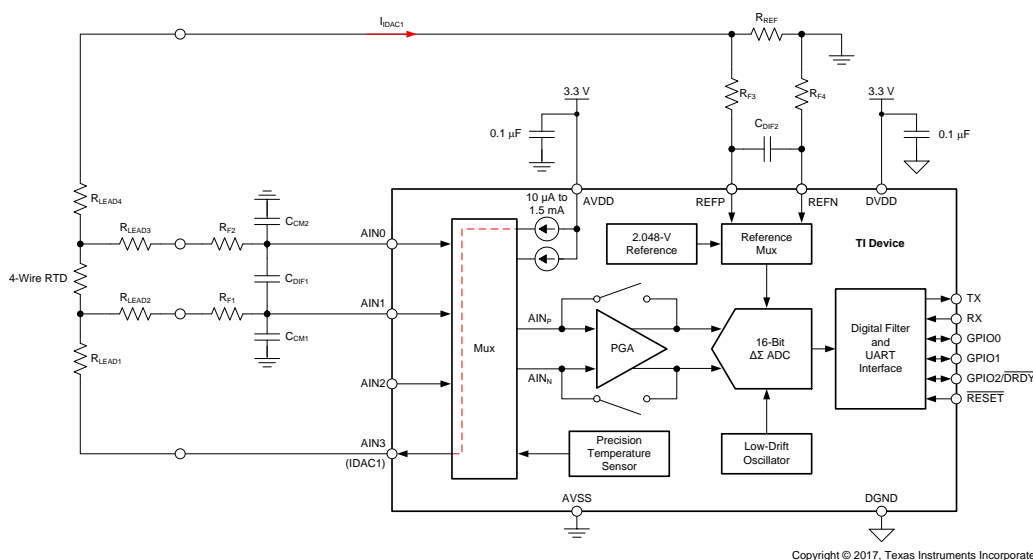 IIDAC1
RREF
RF3
RF4
3.3 V
3.3 V
0.1 μF
CDIF2
0.1 μF
RLEAD4
10 μA to
1.5 mA
AVDD
REFP
REFN
DVDD
CCM2
RLEAD3
RF2
AIN0
2.048-V
Reference
Reference
Mux
TI Device
4-Wire RTD
CDIF1
RLEAD2
RF1
AIN1
AINP
TX
RX
GPIO0
GPIO1
GPIO2/DRDY
RESET
Mux
PGA
16-Bit
ΔΣ ADC
Digital Filter
and
UART
Interface
CCM1
RLEAD1
AIN2
AINN
AIN3
(IDAC1)
Precision
Temperature
Sensor
Low-Drift
Oscillator
AVSS
DGND
Copyright © 2017, Texas Instruments Incorporate